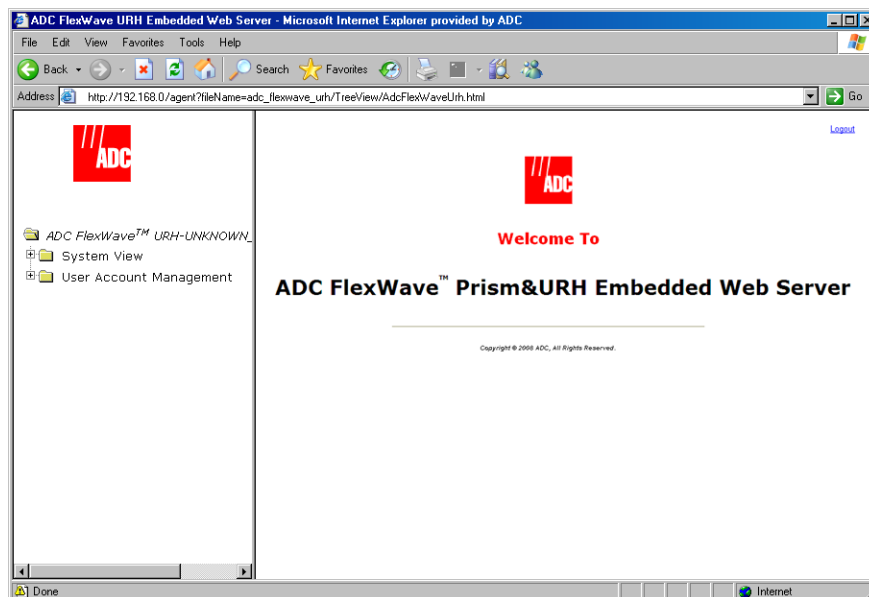 ADC FlexWave URH Embedded Web Server - Microsoft Internet Explorer provided by ADC
File Edit View Favorites Tools Help
Back Search Favorites
Address http://192.168.0/agent?fileName=adc_flexwave_urh/TreeView/AdcFlexWaveUrh.html Go
Logout
ADC
ADC
ADC FlexWave™ URH-UNKNOWN_
System View
User Account Management
Welcome To
ADC FlexWave™ Prism&URH Embedded Web Server
Copyright © 2008 ADC, All Rights Reserved.
Done Internet